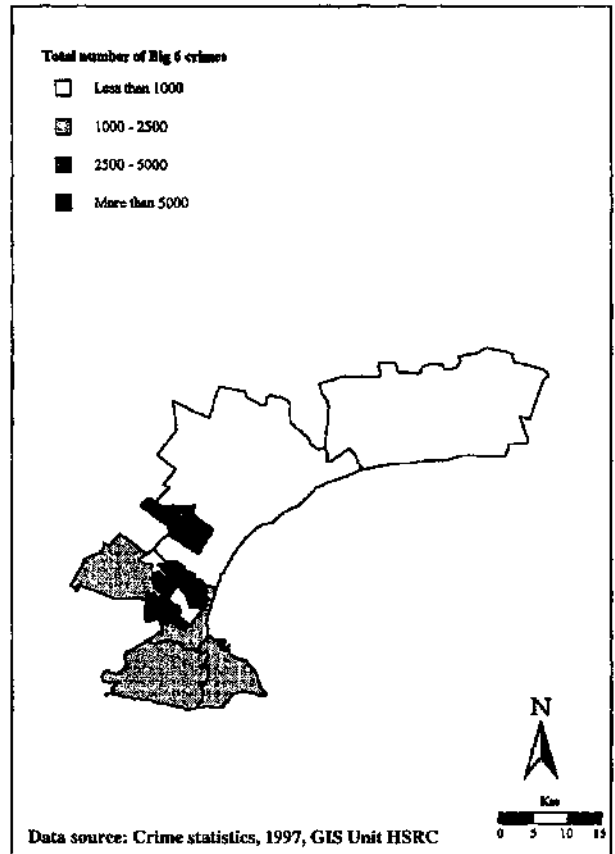 Total number of Big 6 crimes
Less than 1000
1000 - 2500
2500 - 5000
More than 5000
N
Km
0 5 10 15
Data source: Crime statistics, 1997, GIS Unit HSRC